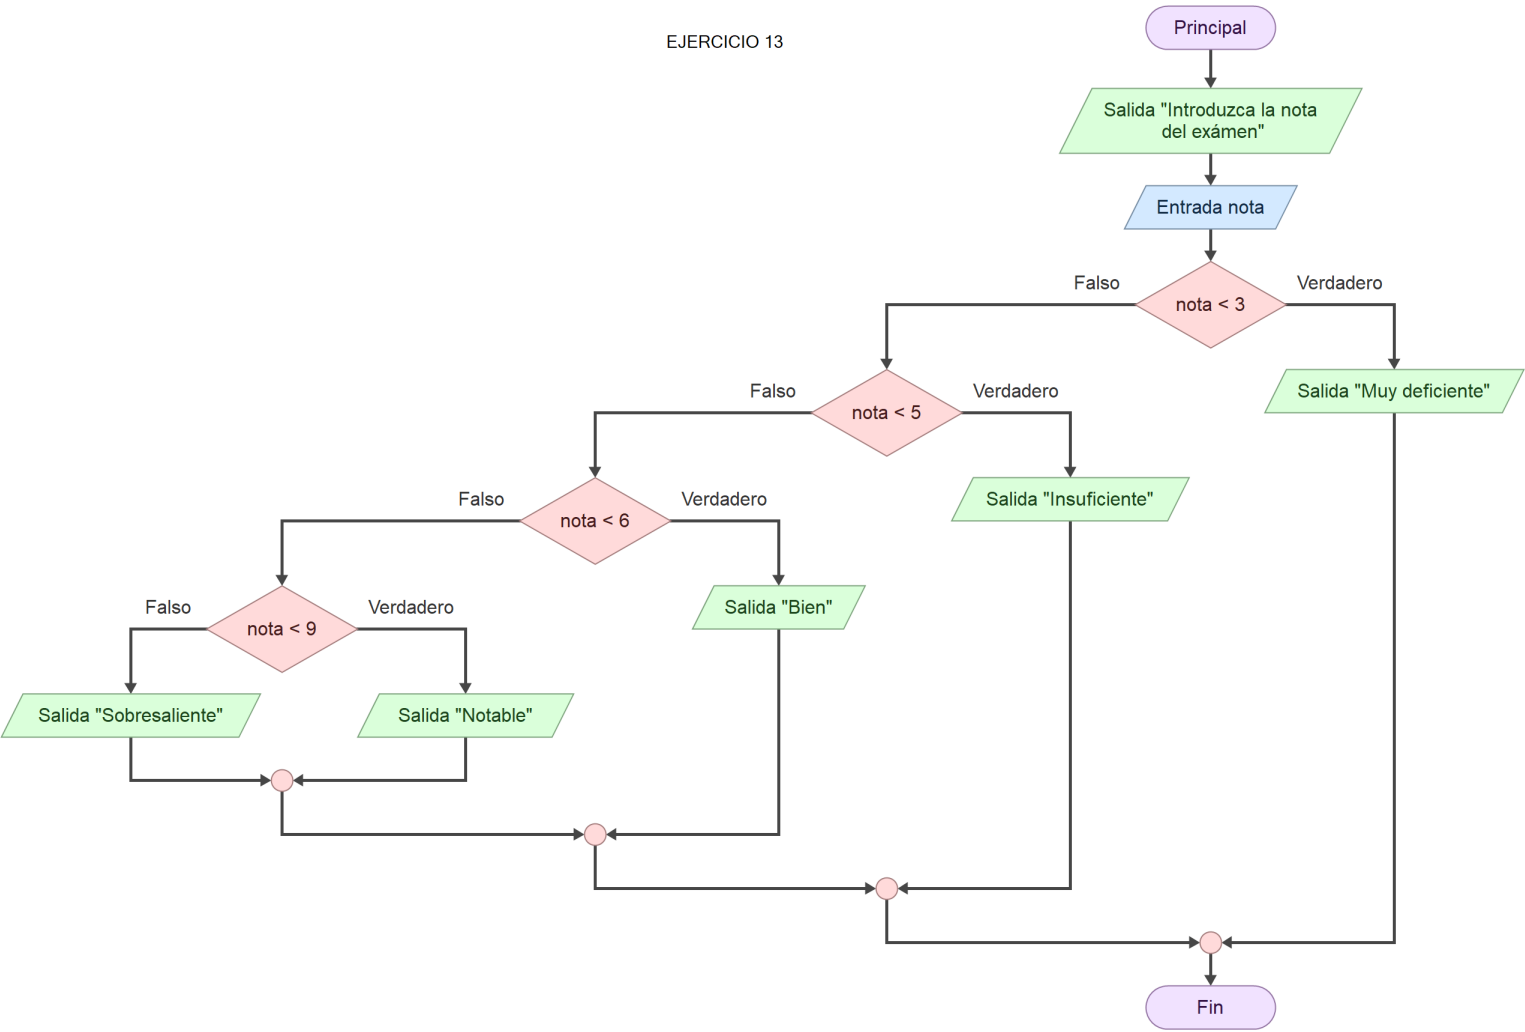 Principal
EJERCICIO 13
Salida "Introduzca la nota
del exámen"
Entrada nota
Falso
Verdadero
nota < 3
Falso
Verdadero
Salida "Muy deficiente"
nota < 5
Falso
Verdadero
Salida "Insuficiente"
nota < 6
Falso
Verdadero
Salida "Bien"
nota < 9
Salida "Sobresaliente"
Salida "Notable"
Fin